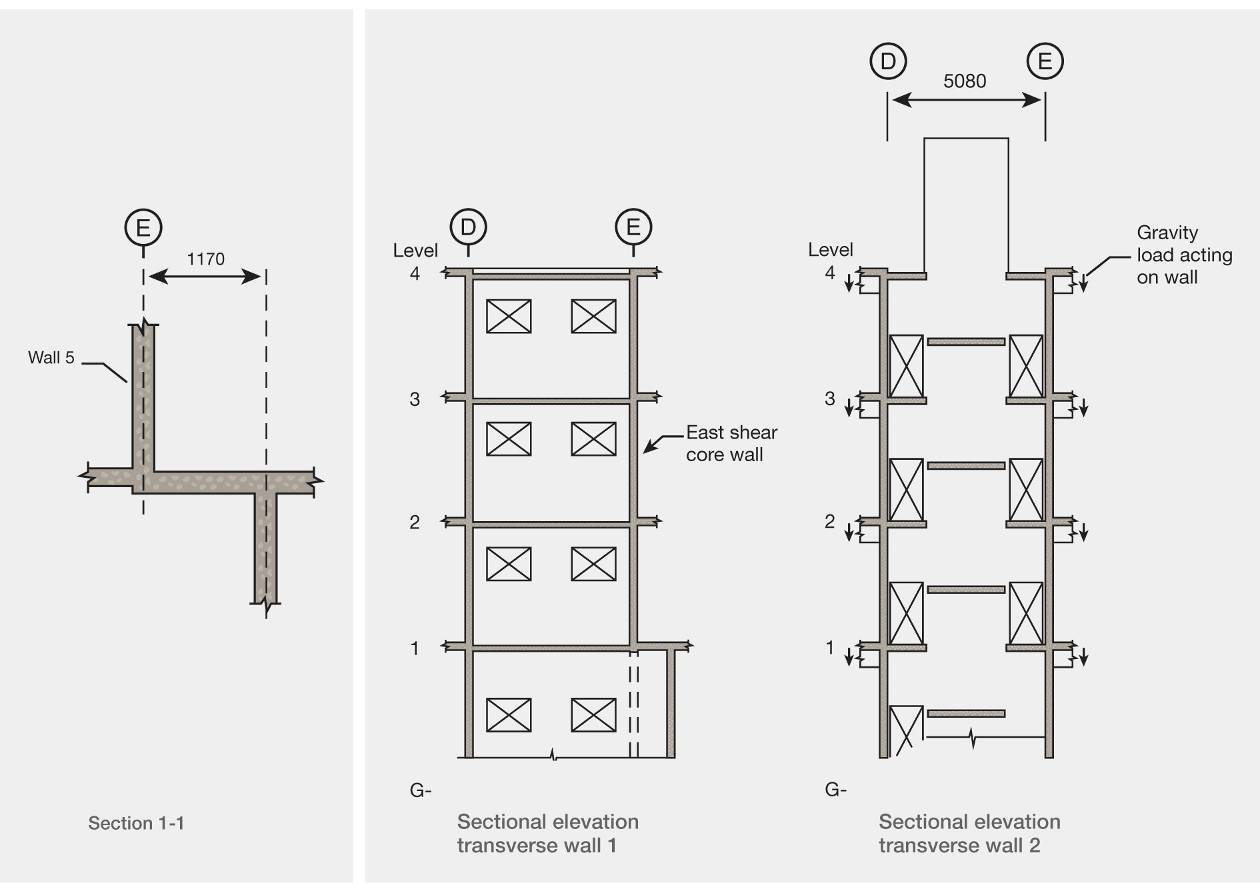 E
1170
Wall 5
Section 1-1
D
E
Level
4
3
2
1
G-
East shear
core wall
Sectional elevation
transverse wall 1
D
E
5080
Level
4
3
2
1
G-
Gravity
load acting
on wall
Sectional elevation
transverse wall 2